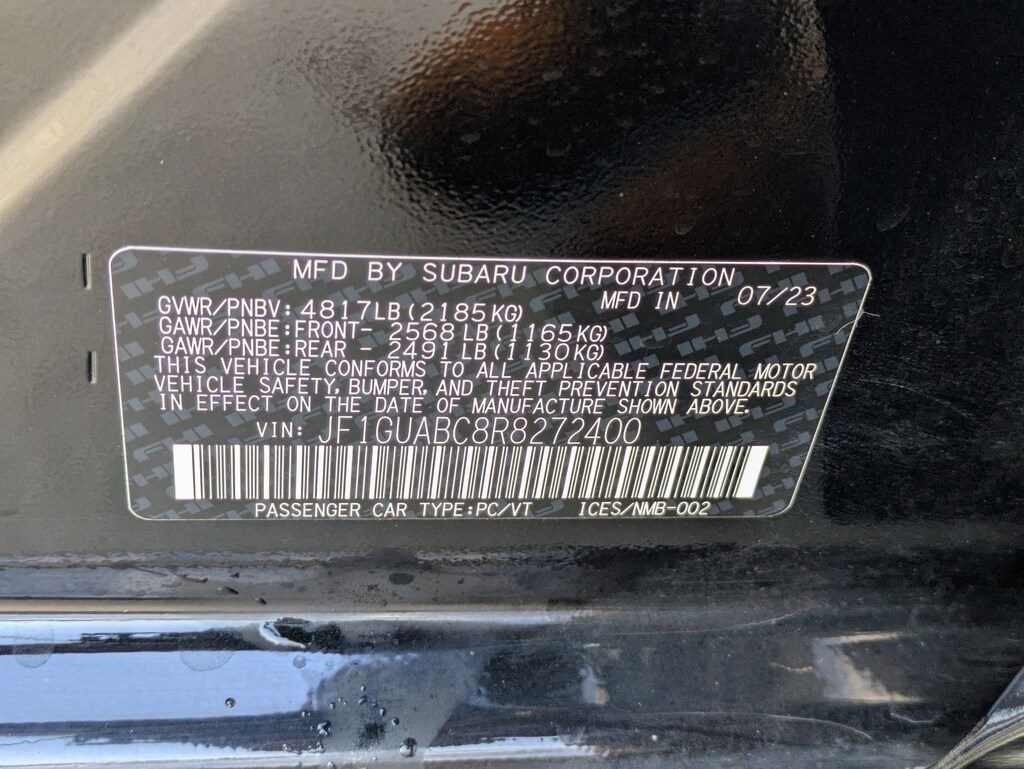 MFD BY SUBARU CORPORATION
GVWR/PNBV: 4817LB(2185KG) MFD IN 07/23
GAWR/PNBE:FRONT- 2568LB(1165KG)
GAWR/PNBE:REAR - 2491LB(1130KG)
THIS VEHICLE CONFORMS TO ALL APPLICABLE FEDERAL MOTOR
VEHICLE SAFETY, BUMPER, AND THEFT PREVENTION STANDARDS
IN EFFECT ON THE DATE OF MANUFACTURE SHOWN ABOVE.
VIN: JF1GUABC8R8272400
PASSENGER CAR TYPE:PC/VT ICES/NMB-002